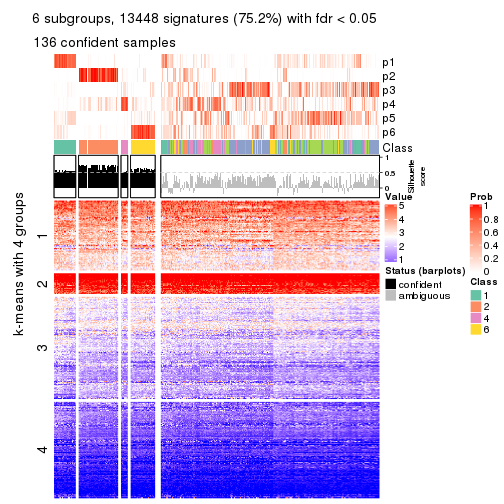 6 subgroups, 13448 signatures (75.2%) with fdr < 0.05
136 confident samples
p1
p2
p3
p4
p5
p6
Class
1
0.5
0
Silhouette
score
k-means with 4 groups
1
2
3
4
Value
5
4
3
2
1
Status (barplots)
confident
ambiguous
Prob
1
0.8
0.6
0.4
0.2
0
Class
1
2
4
6